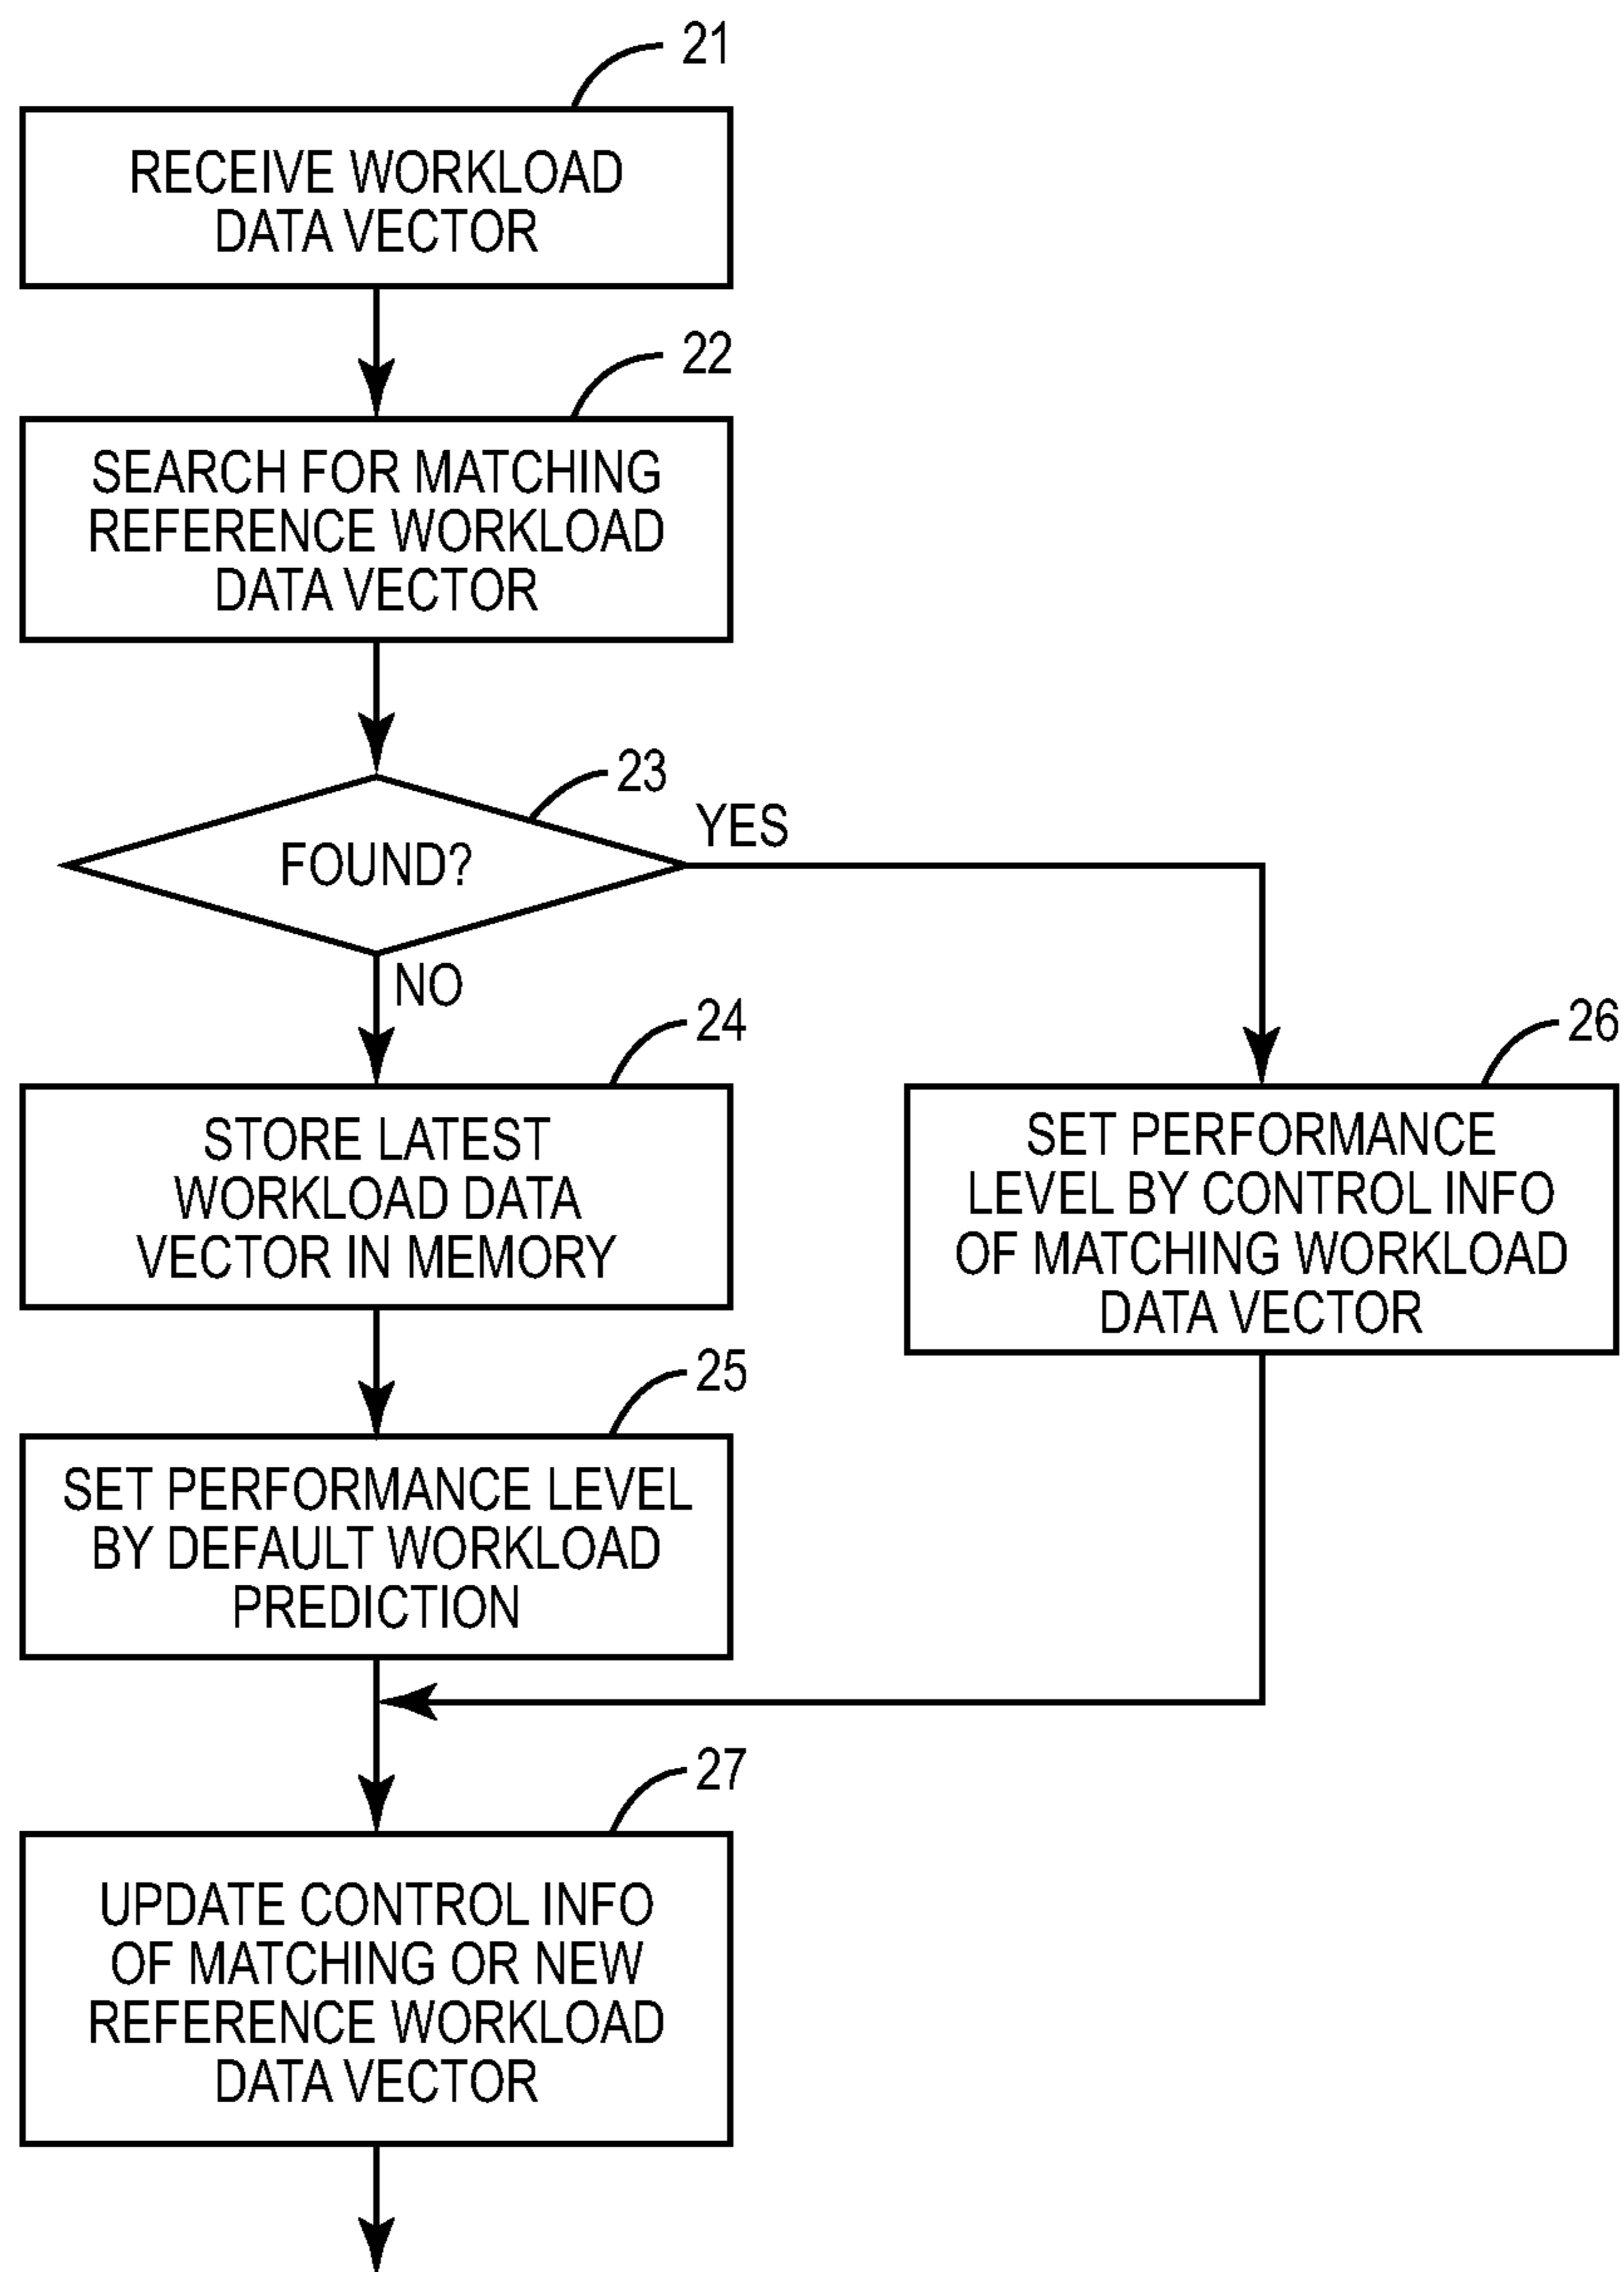 21
RECEIVE WORKLOAD
DATA VECTOR
22
SEARCH FOR MATCHING
REFERENCE WORKLOAD
DATA VECTOR
23
FOUND?
YES
NO
24
STORE LATEST
WORKLOAD DATA
VECTOR IN MEMORY
26
SET PERFORMANCE
LEVEL BY CONTROL INFO
OF MATCHING WORKLOAD
DATA VECTOR
25
SET PERFORMANCE LEVEL
BY DEFAULT WORKLOAD
PREDICTION
27
UPDATE CONTROL INFO
OF MATCHING OR NEW
REFERENCE WORKLOAD
DATA VECTOR